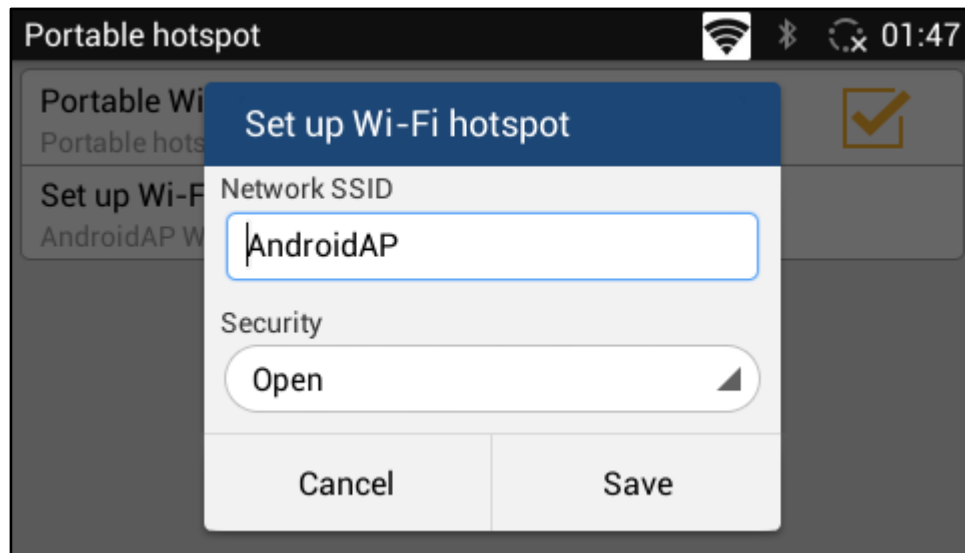 Portable hotspot 01:47
Portable Wi
Portable hots
Set up Wi-F
AndroidAP W
Set up Wi-Fi hotspot
Network SSID
AndroidAP
Security
Open
Cancel Save